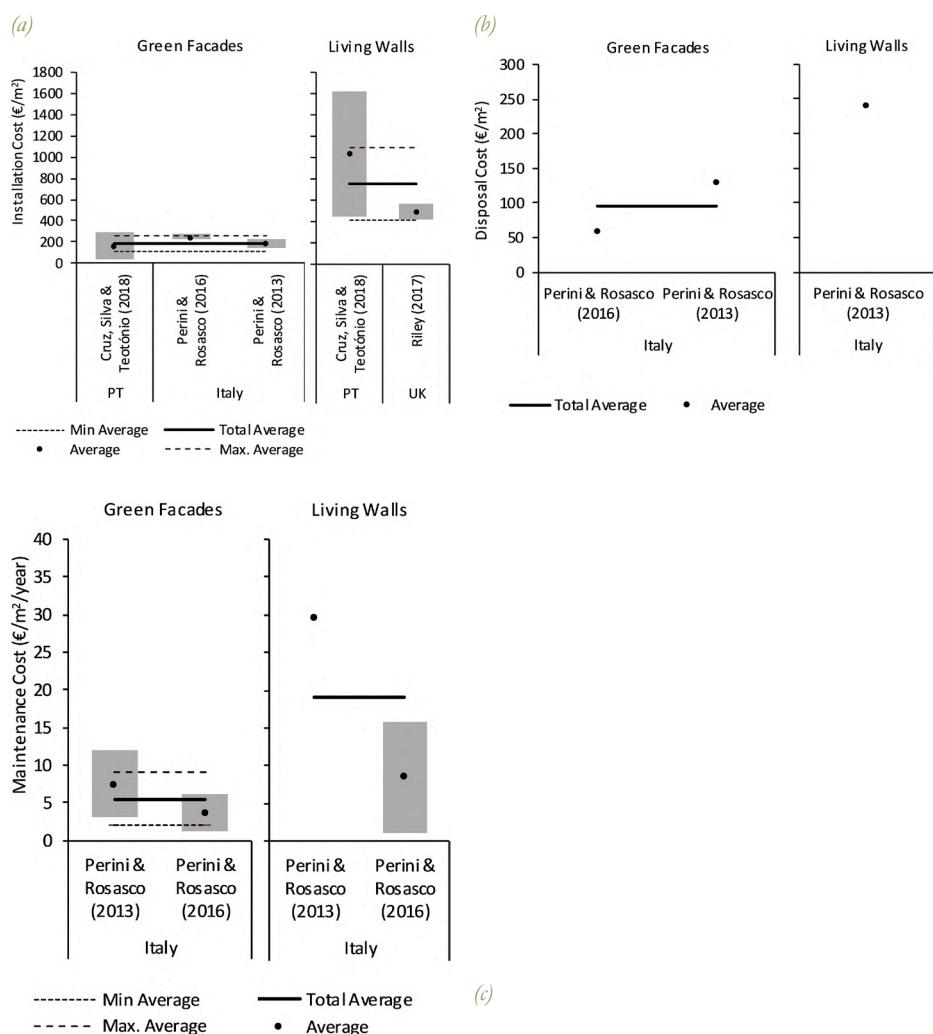 (a)
Green Facades
Living Walls
Installation Cost (€/m²)
1800
1600
1400
1200
1000
800
600
400
200
0
Cruz, Silva &
Teotónio (2018)
Perini &
Rosasco (2016)
Perini &
Rosasco (2013)
Cruz, Silva &
Teotónio (2018)
Riley (2017)
PT
Italy
PT
UK
Min Average
Total Average
Average
Max. Average
(b)
Green Facades
Living Walls
Disposal Cost (€/m²)
300
250
200
150
100
50
0
Perini & Rosasco
(2016)
Perini & Rosasco
(2013)
Perini & Rosasco
(2013)
Italy
Italy
Total Average
Average
Green Facades
Living Walls
Maintenance Cost (€/m²/year)
40
35
30
25
20
15
10
5
0
Perini &
Rosasco
(2013)
Perini &
Rosasco
(2016)
Perini &
Rosasco
(2013)
Perini &
Rosasco
(2016)
Italy
Italy
Min Average
Total Average
Max. Average
Average
(c)